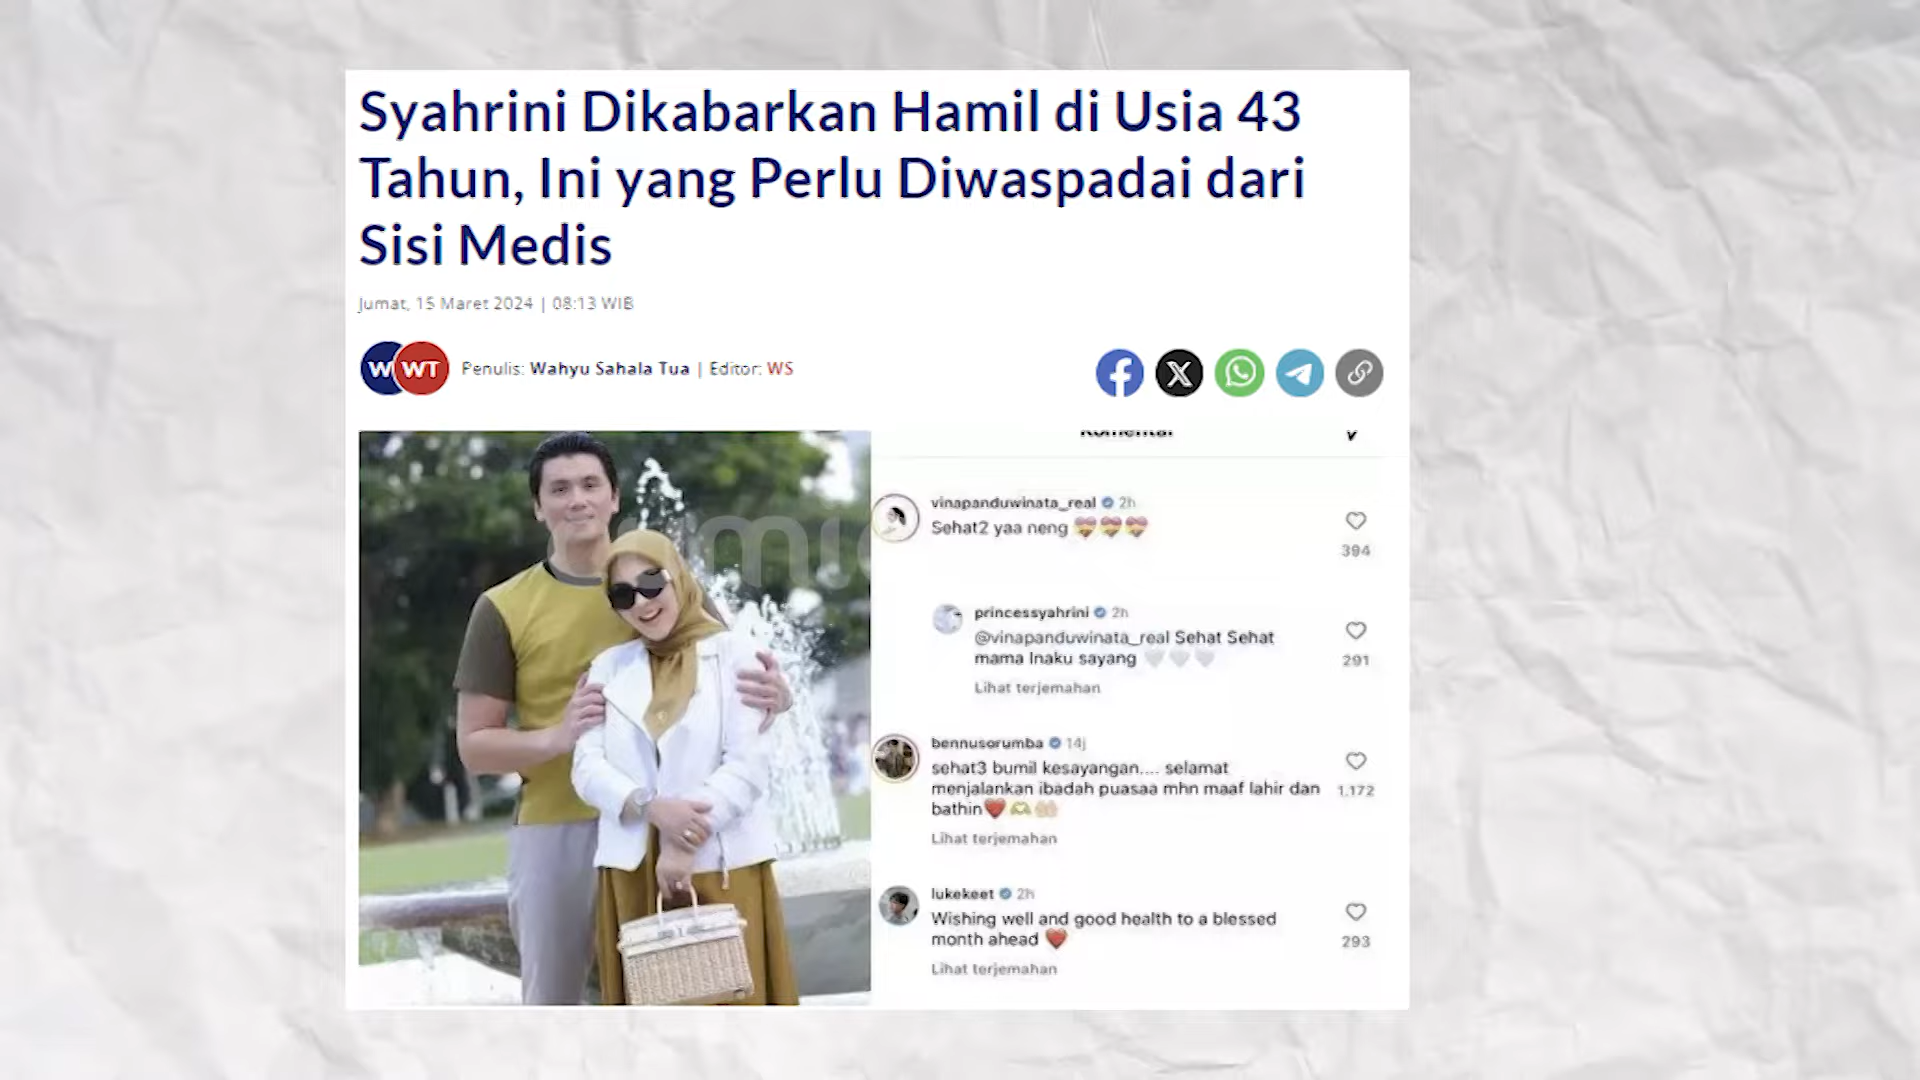 Syahrini Dikabarkan Hamil di Usia 43
Tahun, Ini yang Perlu Diwaspadai dari
Sisi Medis
Jumat, 15 Maret 2024 | 08:13 WIB
W WT Penulis: Wahyu Sahala Tua | Editor: WS
Komentar
vinapanduwinata_real 2h
Sehat2 yaa neng 💝💝💝
394
princessyahrini 2h
@vinapanduwinata_real Sehat Sehat
mama Inaku sayang 🤍🤍🤍
291
Lihat terjemahan
bennusorumba 14j
sehat3 bumil kesayangan.... selamat
menjalankan ibadah puasaa mhn maaf lahir dan
bathin❤️🫶🤲🏻
1.172
Lihat terjemahan
lukekeet 2h
Wishing well and good health to a blessed
month ahead ❤️
293
Lihat terjemahan